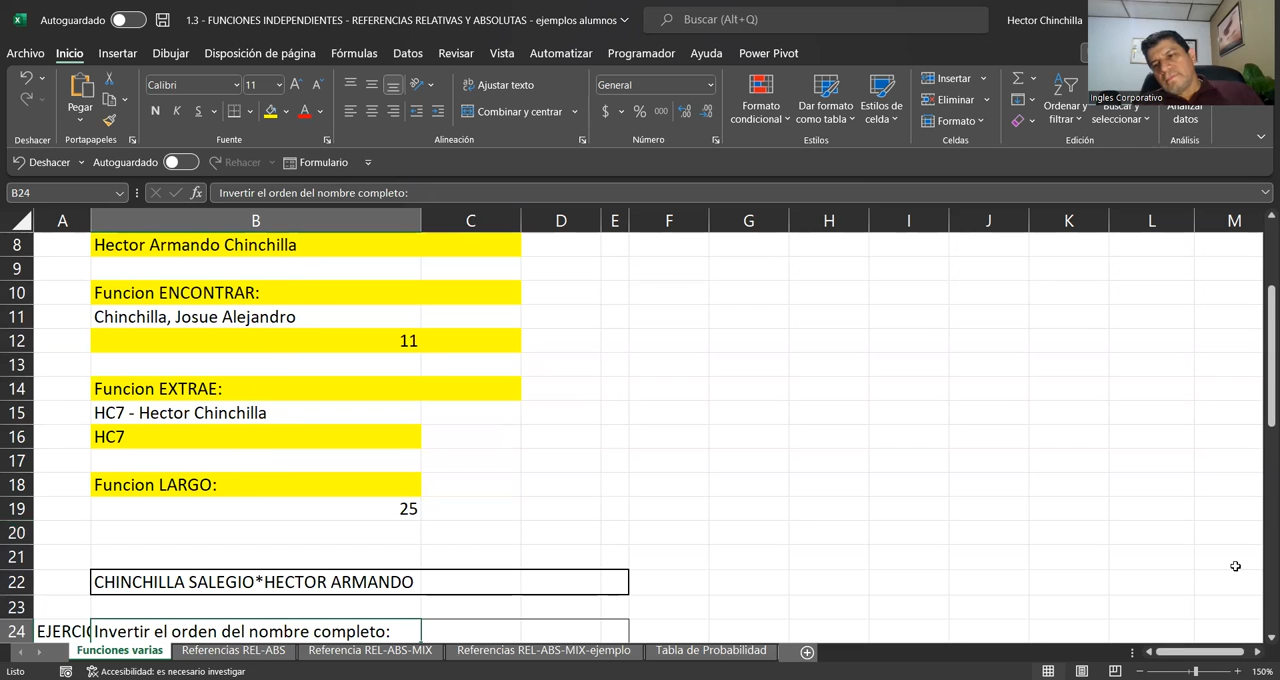 Autoguardado 1.3 - FUNCIONES INDEPENDIENTES - REFERENCIAS RELATIVAS Y ABSOLUTAS - ejemplos alumnos Buscar (Alt+Q) Hector Chinchilla
Archivo Inicio Insertar Dibujar Disposición de página Fórmulas Datos Revisar Vista Automatizar Programador Ayuda Power Pivot
Pegar
Calibri 11
N K S
Ajustar texto
Combinar y centrar
General
$ % 000
Formato condicional
Dar formato como tabla
Estilos de celda
Insertar
Eliminar
Formato
Ordenar y filtrar
Buscar y seleccionar
Analizar datos
Ingles Corporativo
Deshacer Portapapeles Fuente Alineación Número Estilos Celdas Edición Análisis
Deshacer Autoguardado Rehacer Formulario
B24 fx Invertir el orden del nombre completo:
A B C D E F G H I J K L M
8 Hector Armando Chinchilla
9
10 Funcion ENCONTRAR:
11 Chinchilla, Josue Alejandro
12 11
13
14 Funcion EXTRAE:
15 HC7 - Hector Chinchilla
16 HC7
17
18 Funcion LARGO:
19 25
20
21
22 CHINCHILLA SALEGIO*HECTOR ARMANDO
23
24 EJERCIC Invertir el orden del nombre completo:
Funciones varias Referencias REL-ABS Referencia REL-ABS-MIX Referencias REL-ABS-MIX-ejemplo Tabla de Probabilidad
Listo Accesibilidad: es necesario investigar 150%